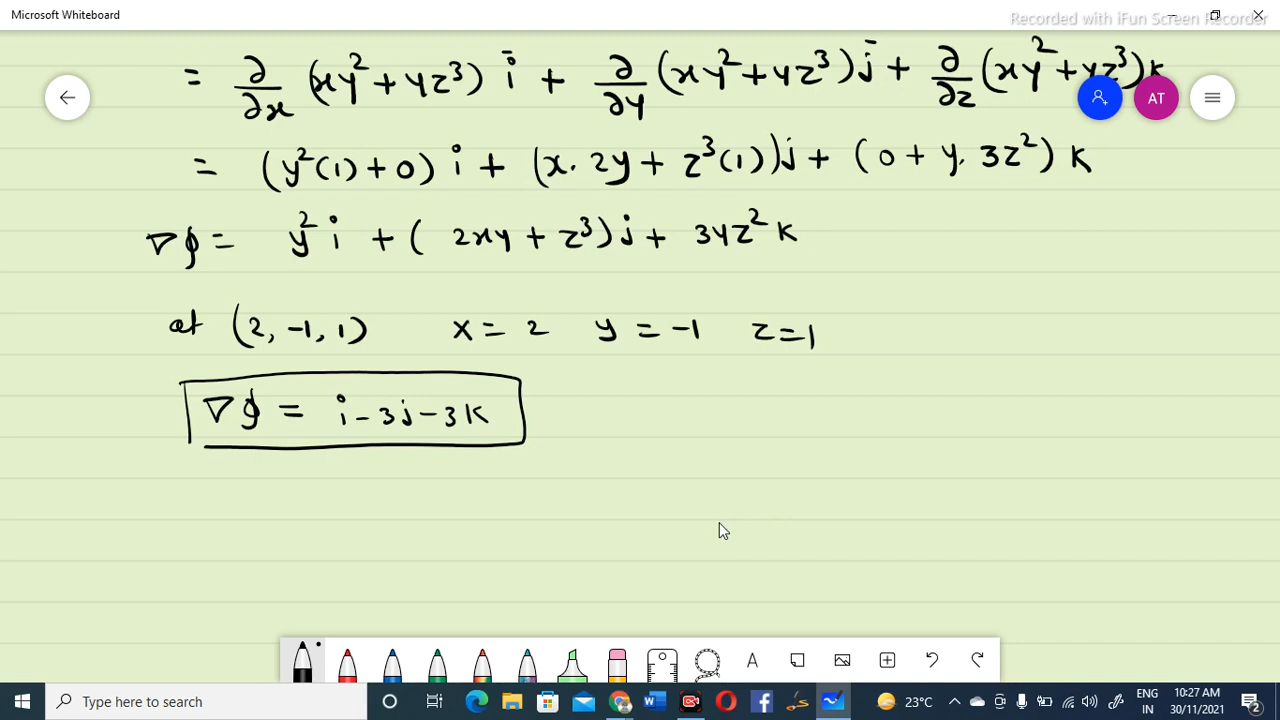 Microsoft Whiteboard
Recorded with iFun Screen Recorder
= ∂/∂x (xy² + yz³) i + ∂/∂y (xy² + yz³) j + ∂/∂z (xy² + yz³) k
AT
= (y²(1) + 0) i + (x. 2y + z³(1)) j + (0 + y. 3z²) k
∇φ = y² i + ( 2xy + z³) j + 3yz² k
at (2, -1, 1) x = 2 y = -1 z = 1
∇φ = i - 3j - 3k
A
Type here to search
23°C
ENG
IN
10:27 AM
30/11/2021
2